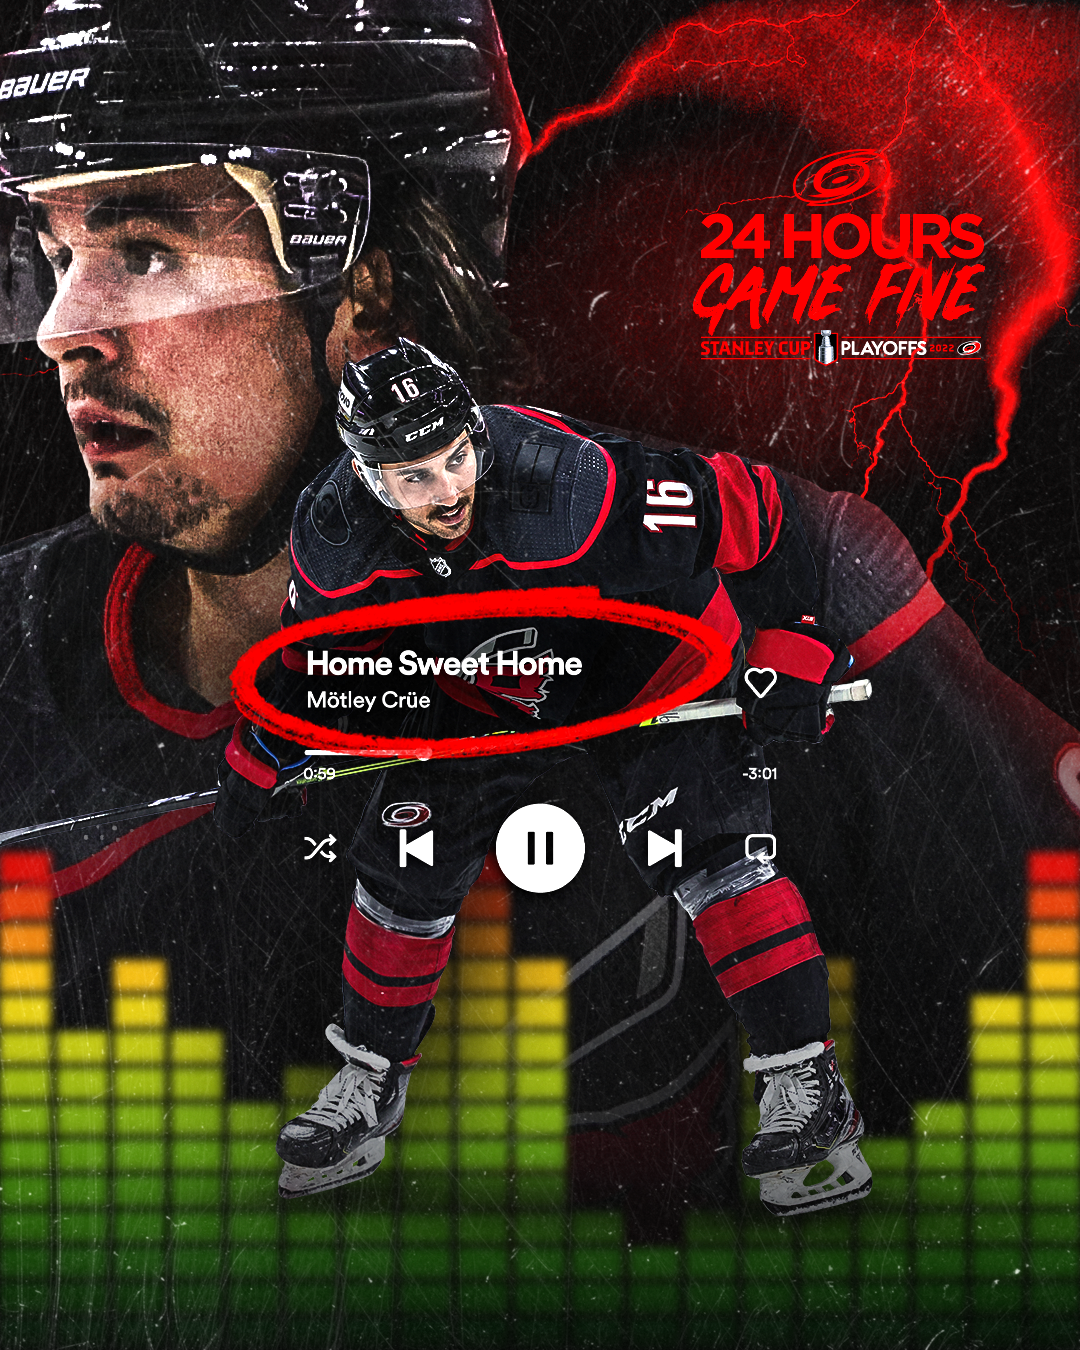 BAUER
BAUER
24 HOURS
GAME FIVE
STANLEY CUP PLAYOFFS 2022
16
CCM
16
Home Sweet Home
Mötley Crüe
0:59
-3:01
CCM